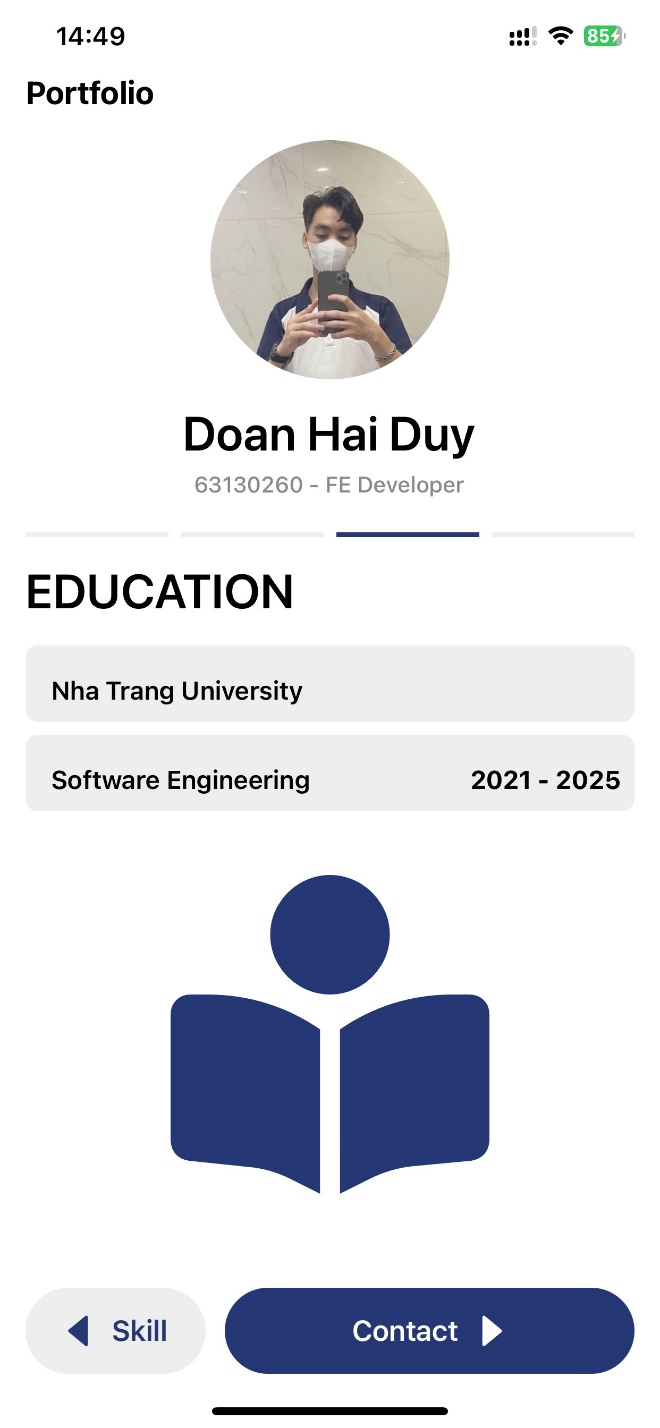 14:49
85
Portfolio
Doan Hai Duy
63130260 - FE Developer
EDUCATION
Nha Trang University
Software Engineering 2021 - 2025
Skill
Contact